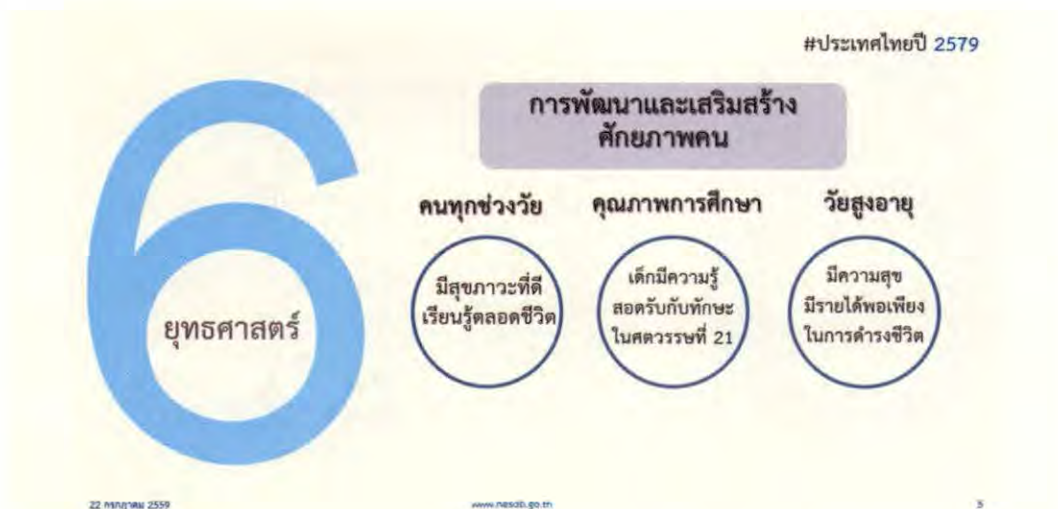 #ประเทศไทยปี 2579
การพัฒนาและเสริมสร้าง
ศักยภาพคน
6
ยุทธศาสตร์
คนทุกช่วงวัย
มีสุขภาวะที่ดี
เรียนรู้ตลอดชีวิต
คุณภาพการศึกษา
เด็กมีความรู้
สอดรับกับทักษะ
ในศตวรรษที่ 21
วัยสูงอายุ
มีความสุข
มีรายได้พอเพียง
ในการดำรงชีวิต
22 กรกฎาคม 2559
www.nesdb.go.th
5